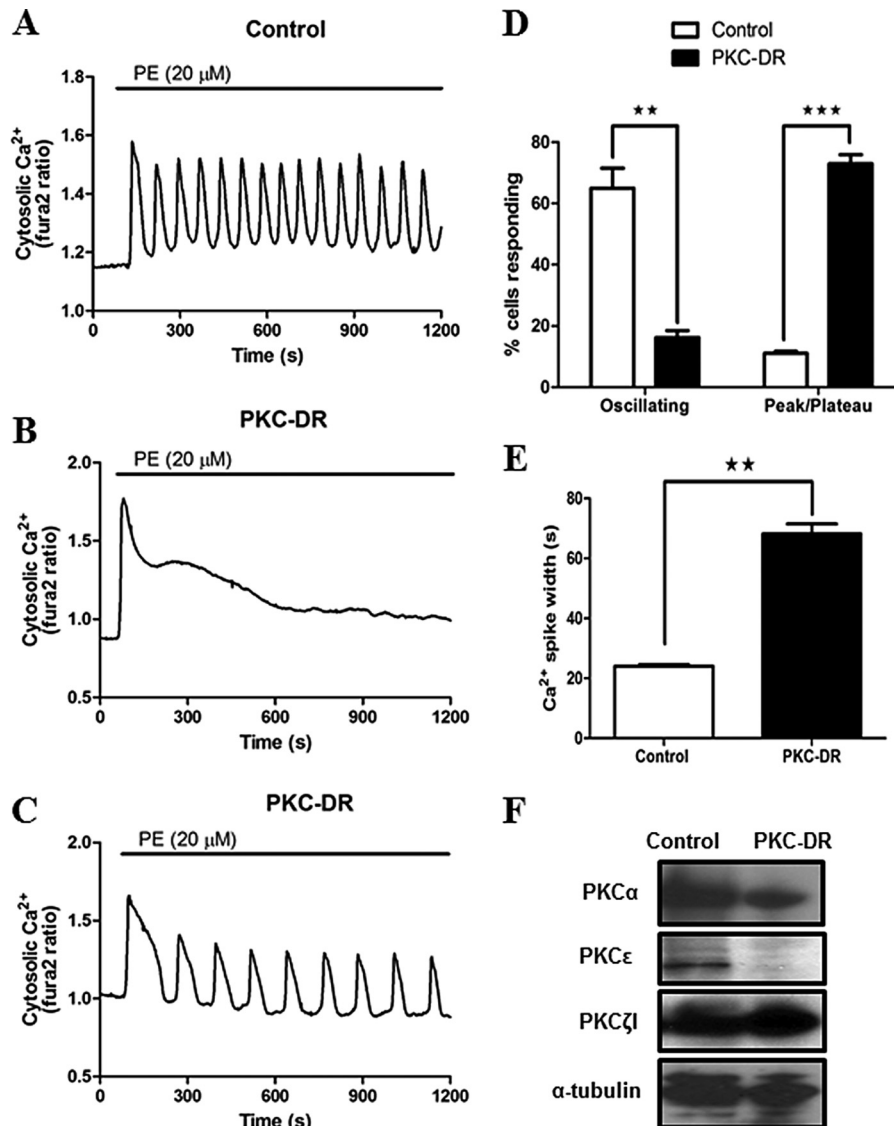 A
Control
PE (20 μM)
Cytosolic Ca²⁺
(fura2 ratio)
1.8
1.6
1.4
1.2
1.0
0 300 600 900 1200
Time (s)
B
PKC-DR
PE (20 μM)
Cytosolic Ca²⁺
(fura2 ratio)
2.0
1.5
1.0
0.5
0 300 600 900 1200
Time (s)
C
PKC-DR
PE (20 μM)
Cytosolic Ca²⁺
(fura2 ratio)
2.0
1.5
1.0
0.5
0 300 600 900 1200
Time (s)
D
Control
PKC-DR
★★ ★★★
% cells responding
80
60
40
20
0
Oscillating Peak/Plateau
E
★★
Ca²⁺ spike width (s)
80
60
40
20
0
Control PKC-DR
F
Control PKC-DR
PKCα
PKCε
PKCζl
α-tubulin